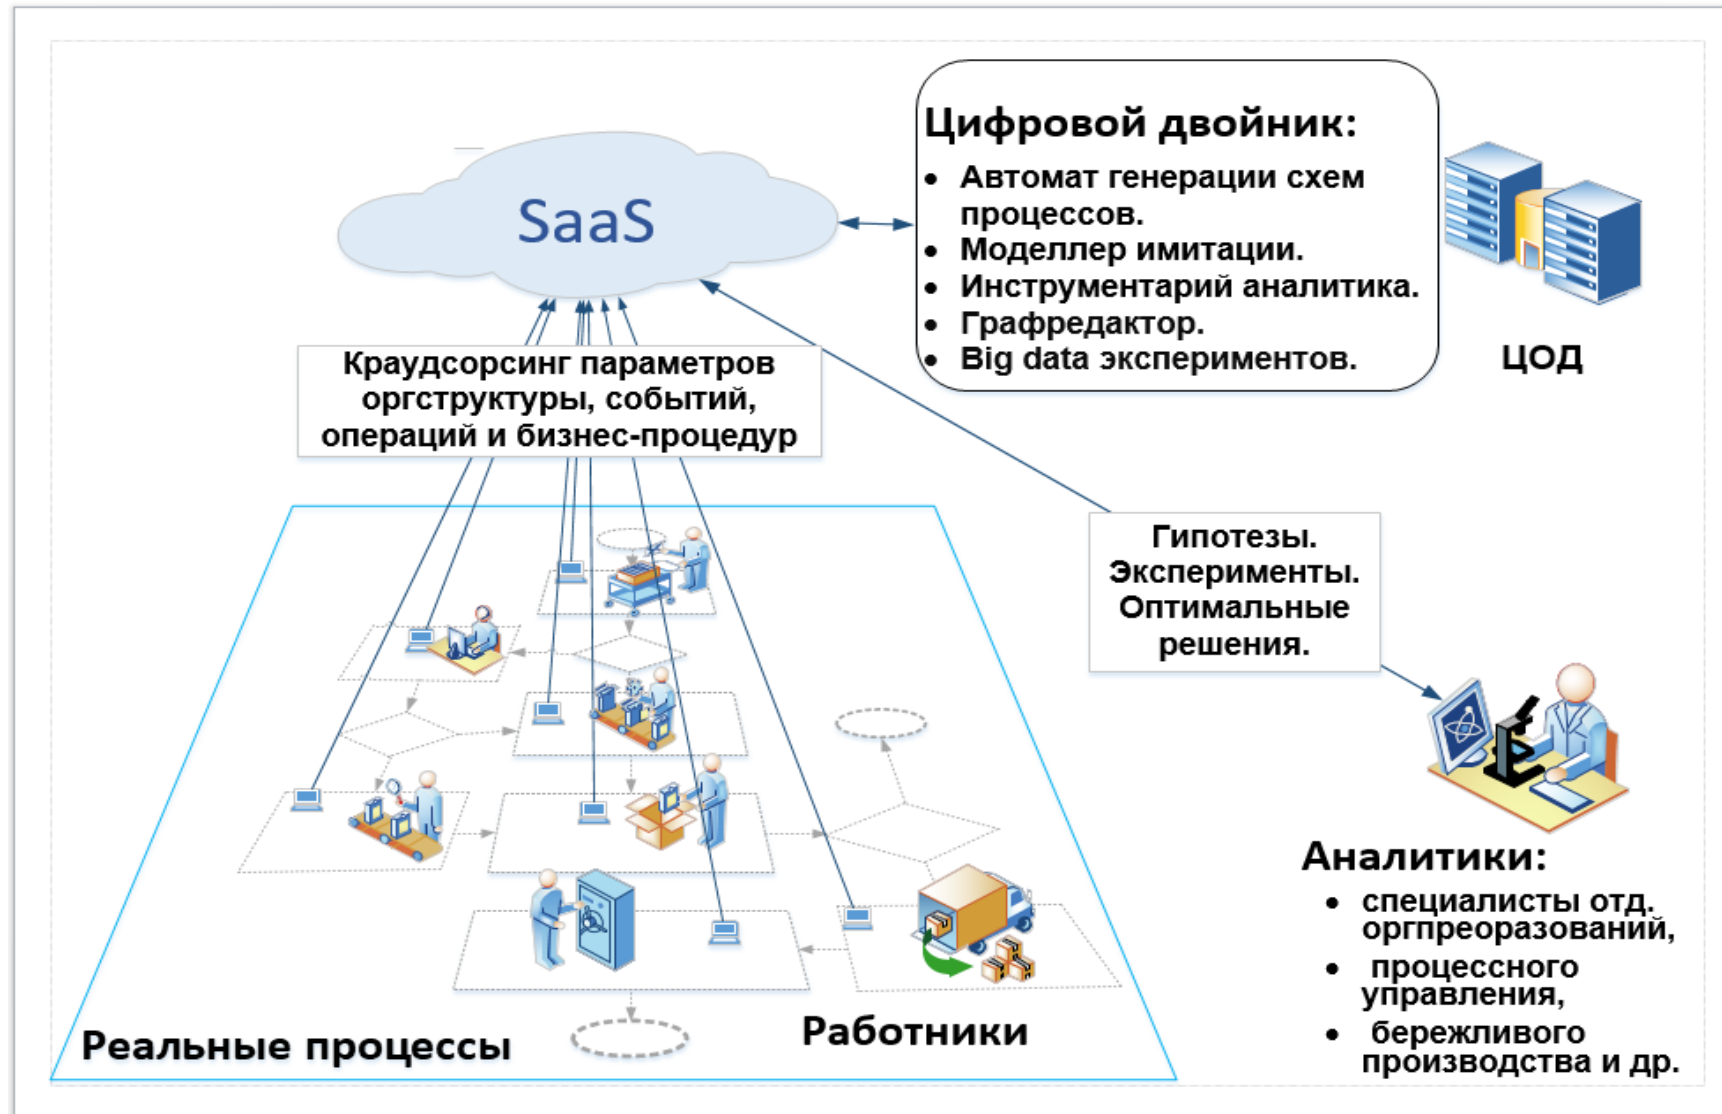 Цифровой двойник:
• Автомат генерации схем
процессов.
• Моделлер имитации.
• Инструментарий аналитика.
• Графредактор.
• Big data экспериментов.
SaaS
ЦОД
Краудсорсинг параметров
оргструктуры, событий,
операций и бизнес-процедур
Гипотезы.
Эксперименты.
Оптимальные
решения.
Аналитики:
• специалисты отд.
оргпреоразований,
• процессного
управления,
• бережливого
производства и др.
Работники
Реальные процессы